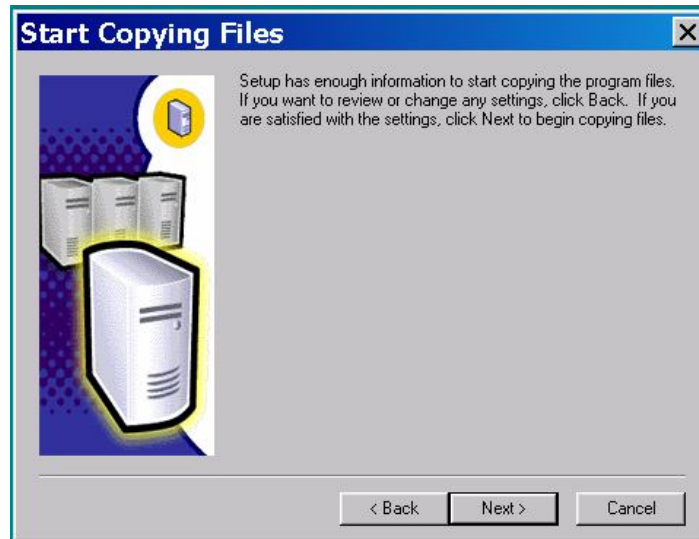 Start Copying Files
Setup has enough information to start copying the program files.
If you want to review or change any settings, click Back. If you
are satisfied with the settings, click Next to begin copying files.
< Back
Next >
Cancel